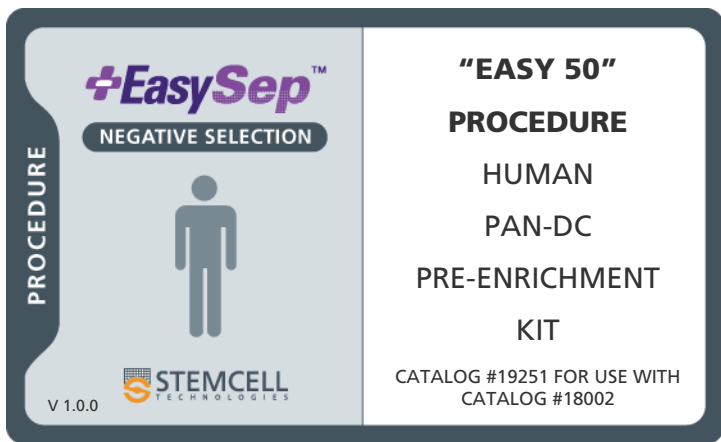 PROCEDURE
EasySep™
NEGATIVE SELECTION
STEMCELL
TECHNOLOGIES
V 1.0.0
“EASY 50”
PROCEDURE
HUMAN
PAN-DC
PRE-ENRICHMENT
KIT
CATALOG #19251 FOR USE WITH
CATALOG #18002